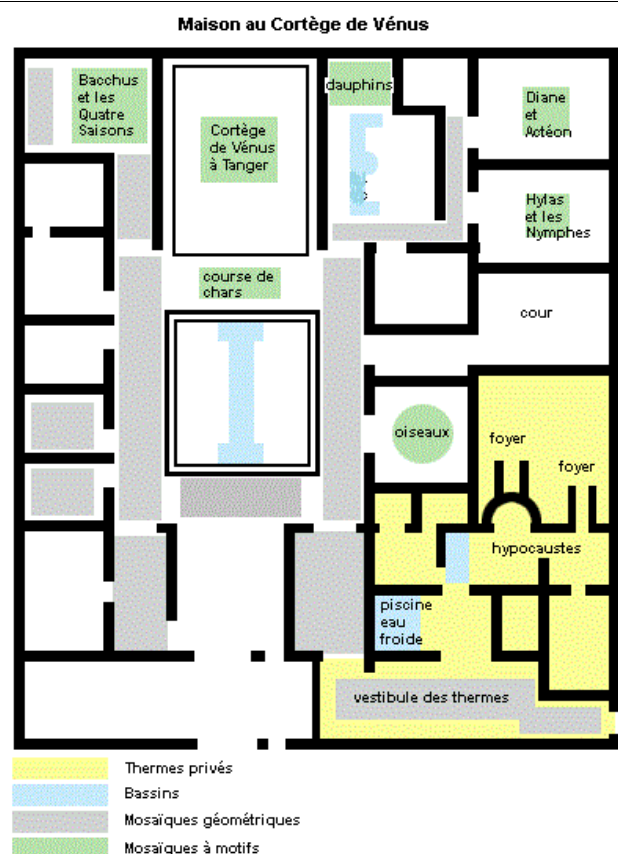 Maison au Cortège de Vénus
Bacchus
et les
Quatre
Saisons
Cortège
de Vénus
à Tanger
dauphins
Diane
et
Actéon
Hylas
et les
Nymphes
course de
chars
cour
oiseaux
foyer
foyer
hypocaustes
piscine
eau
froide
vestibule des thermes
Thermes privés
Bassins
Mosaïques géométriques
Mosaïques à motifs